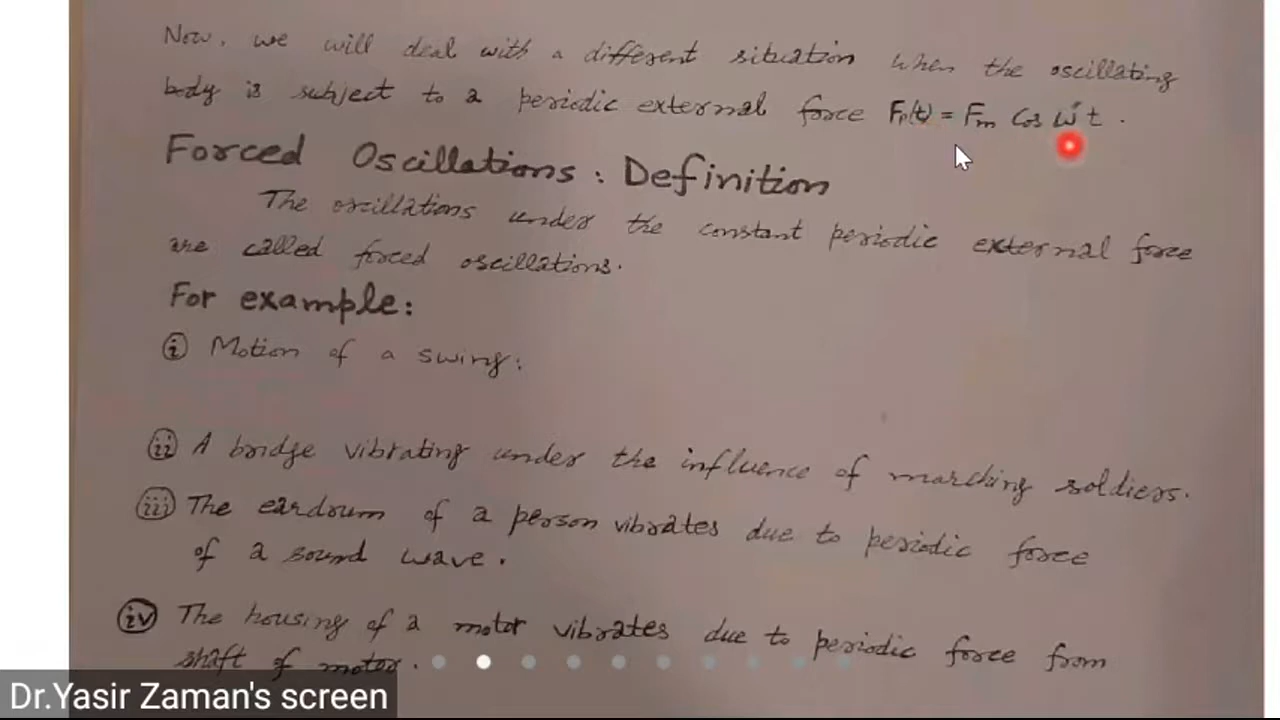 Now, we will deal with a different situation when the oscillating
body is subject to a periodic external force Fp(t) = Fm Cos ω″t.
Forced Oscillations: Definition
The oscillations under the constant periodic external force
are called forced oscillations.
For example:
(i) Motion of a swing:
(ii) A bridge vibrating under the influence of marching soldiers.
(iii) The eardrum of a person vibrates due to periodic force
of a sound wave.
(iv) The housing of a motor vibrates due to periodic force from
shaft of motor.
Dr.Yasir Zaman's screen